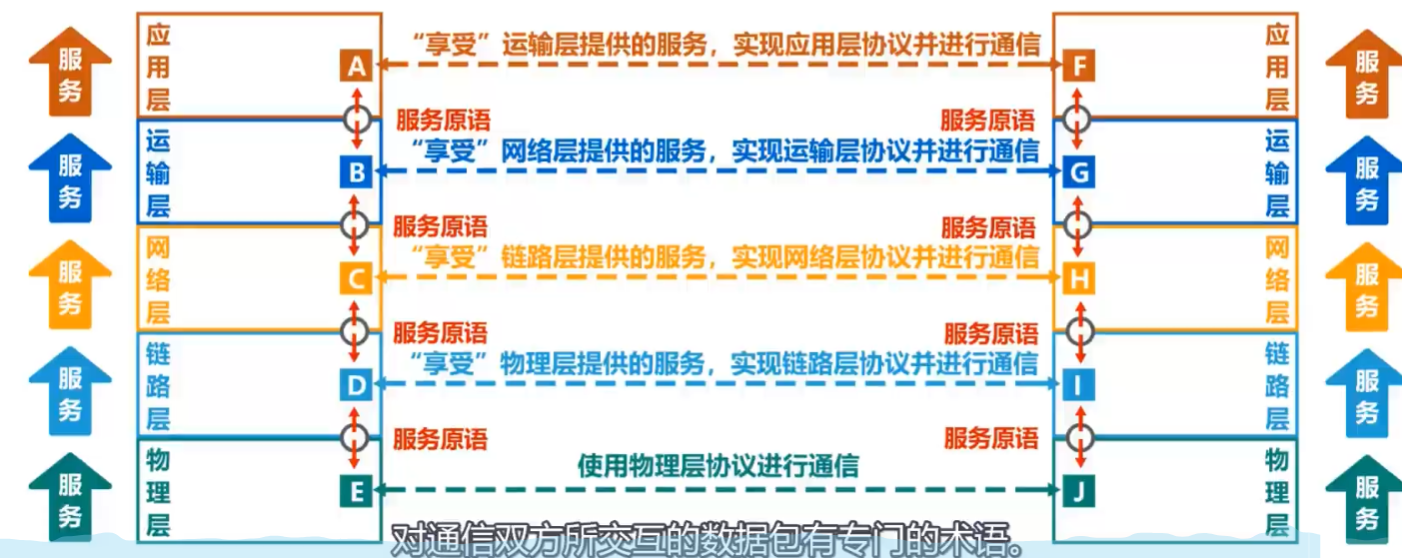 应用层
应用层
服务
服务
A
“享受”运输层提供的服务，实现应用层协议并进行通信
F
服务原语
服务原语
运输层
运输层
服务
服务
B
“享受”网络层提供的服务，实现运输层协议并进行通信
G
服务原语
服务原语
网络层
网络层
服务
服务
C
“享受”链路层提供的服务，实现网络层协议并进行通信
H
服务原语
服务原语
链路层
链路层
服务
服务
D
“享受”物理层提供的服务，实现链路层协议并进行通信
I
服务原语
服务原语
物理层
物理层
服务
服务
使用物理层协议进行通信
E
J
对通信双方所交互的数据包有专门的术语。